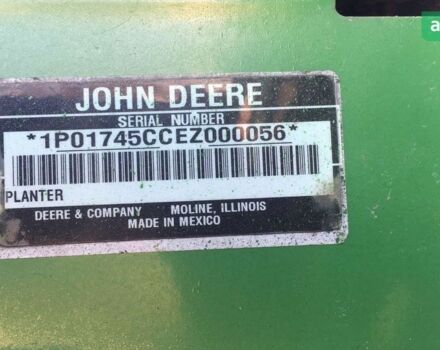 JOHN DEERE
SERIAL NUMBER
*1P01745CCEZ000056*
PLANTER
DEERE & COMPANY MOLINE, ILLINOIS
MADE IN MEXICO